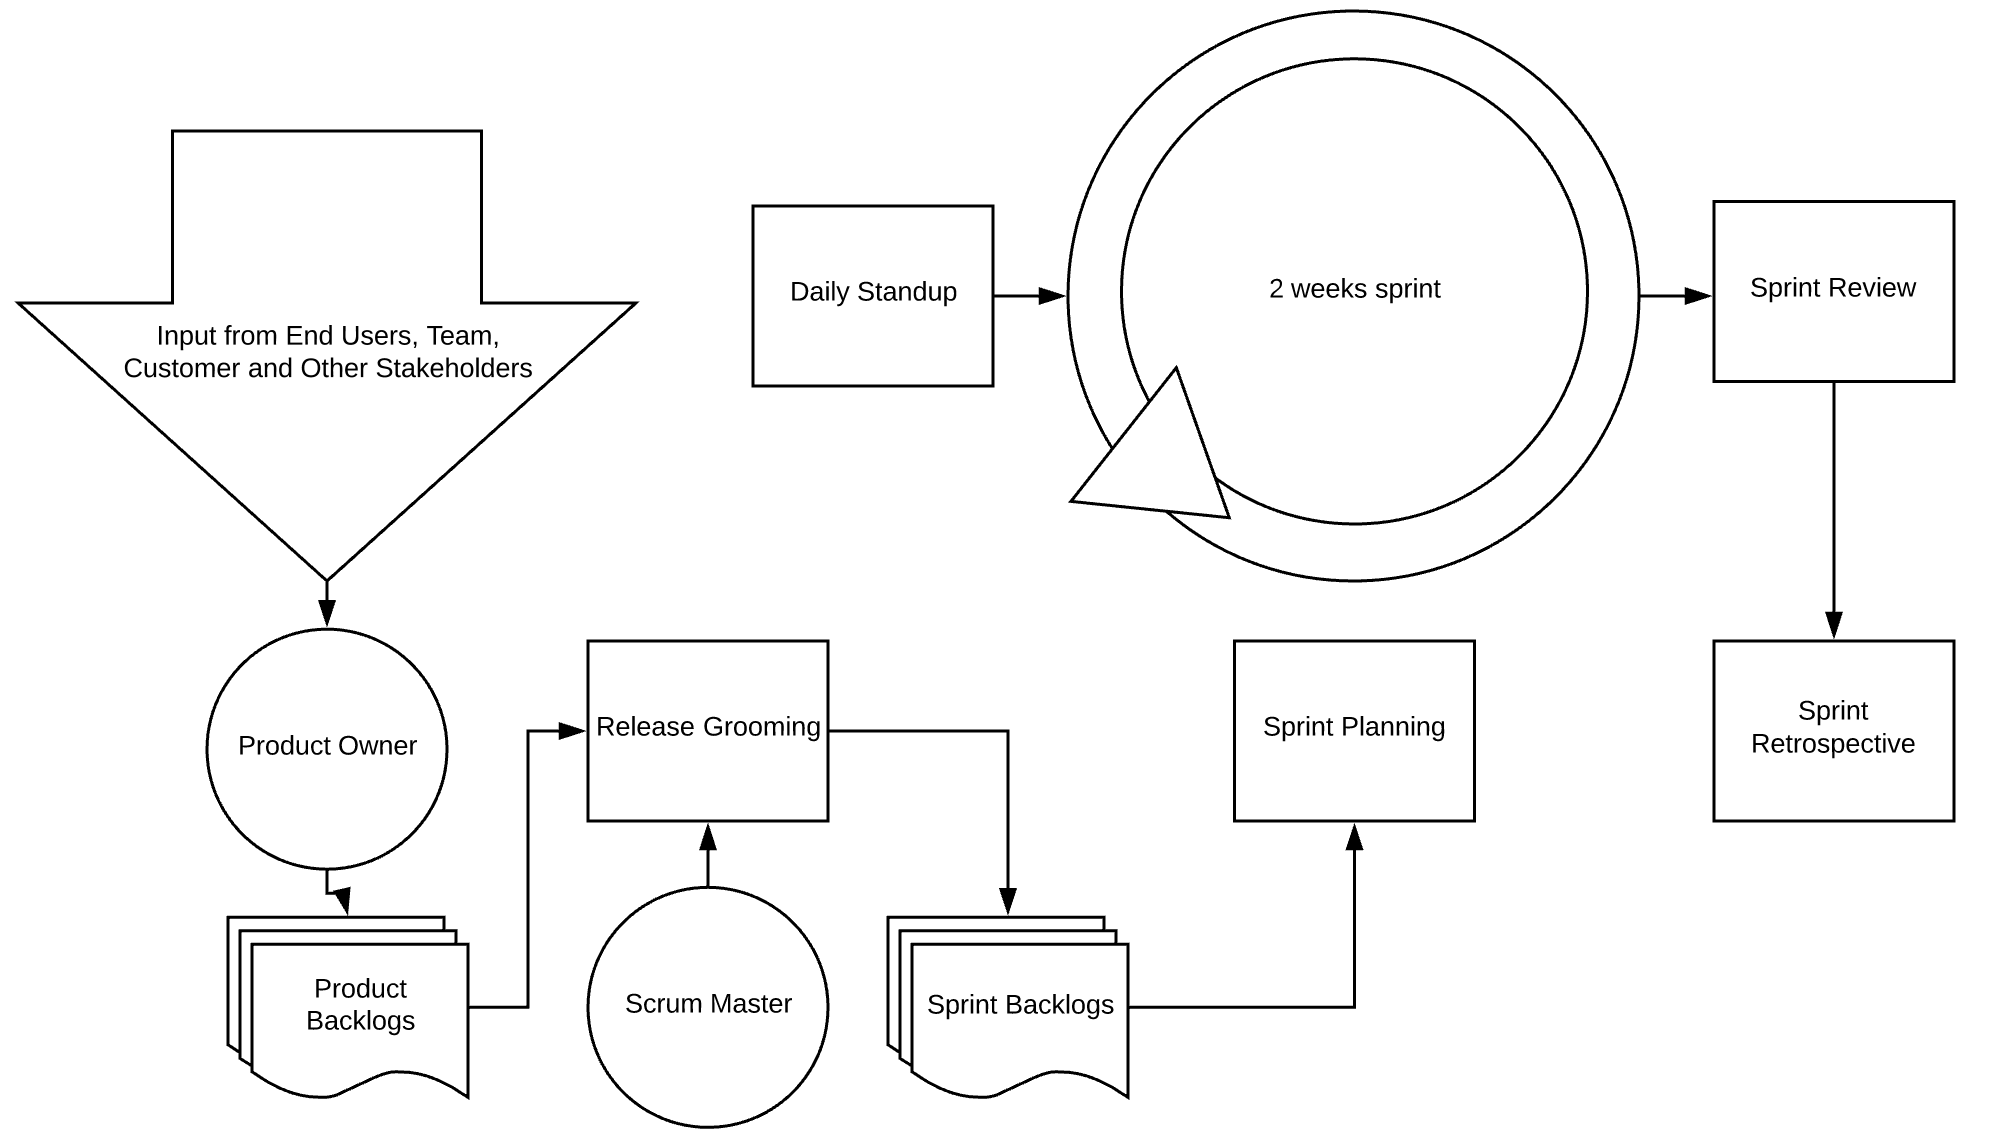 Input from End Users, Team,
Customer and Other Stakeholders
Daily Standup
2 weeks sprint
Sprint Review
Product Owner
Release Grooming
Sprint Planning
Sprint
Retrospective
Product
Backlogs
Scrum Master
Sprint Backlogs